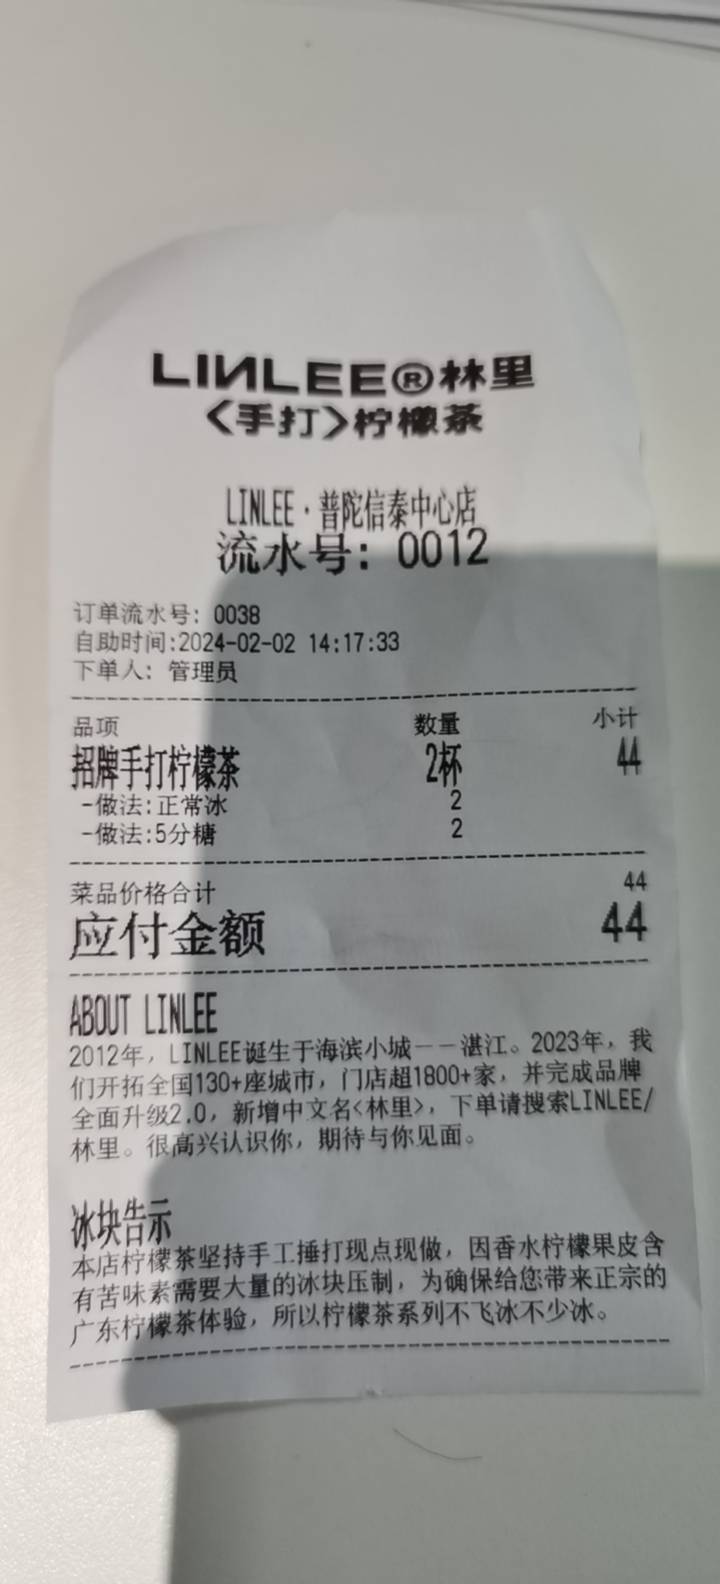 LINLEE®林里
<手打>柠檬茶
LINLEE·普陀信泰中心店
流水号: 0012
订单流水号: 0038
自助时间:2024-02-02 14:17:33
下单人: 管理员
品项 数量 小计
招牌手打柠檬茶 2杯 44
-做法:正常冰 2
-做法:5分糖 2
菜品价格合计 44
应付金额 44
ABOUT LINLEE
2012年，LINLEE诞生于海滨小城——湛江。2023年，我
们开拓全国130+座城市，门店超1800+家，并完成品牌
全面升级2.0，新增中文名<林里>，下单请搜索LINLEE/
林里。很高兴认识你，期待与你见面。
冰块告示
本店柠檬茶坚持手工捶打现点现做，因香水柠檬果皮含
有苦味素需要大量的冰块压制，为确保给您带来正宗的
广东柠檬茶体验，所以柠檬茶系列不飞冰不少冰。